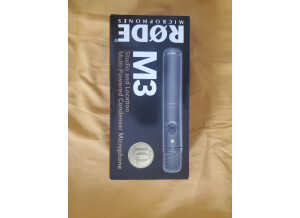 RØDE
MICROPHONES
M3
Studio and Location
Multi-Powered Condenser Microphone